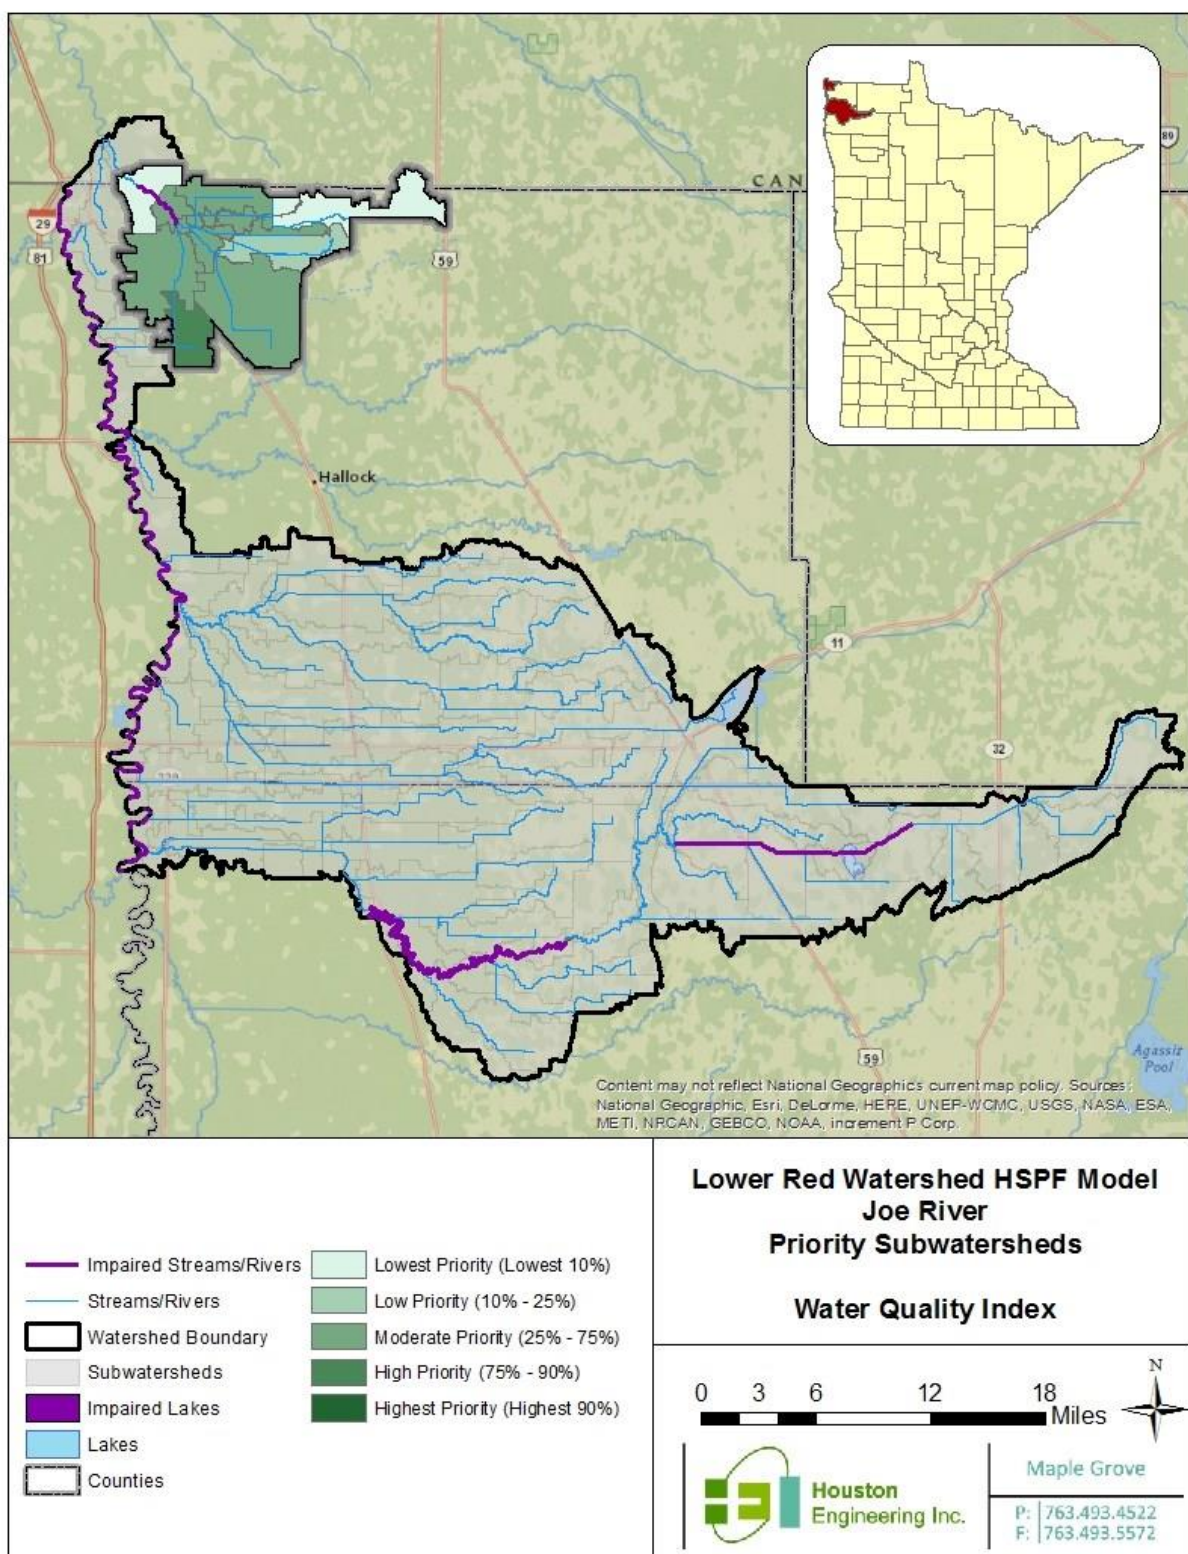 89
CAN
29
81
59
Hallock
11
32
59
Agassiz
Pool
Content may not reflect National Geographic's current map policy. Sources:
National Geographic, Esri, DeLorme, HERE, UNEP-WCMC, USGS, NASA, ESA,
METI, NRCAN, GEBCO, NOAA, increment P Corp.
Impaired Streams/Rivers
Streams/Rivers
Watershed Boundary
Subwatersheds
Impaired Lakes
Lakes
Counties
Lowest Priority (Lowest 10%)
Low Priority (10% - 25%)
Moderate Priority (25% - 75%)
High Priority (75% - 90%)
Highest Priority (Highest 90%)
Lower Red Watershed HSPF Model
Joe River
Priority Subwatersheds
Water Quality Index
0 3 6 12 18
Miles
N
Houston
Engineering Inc.
Maple Grove
P: 763.493.4522
F: 763.493.5572